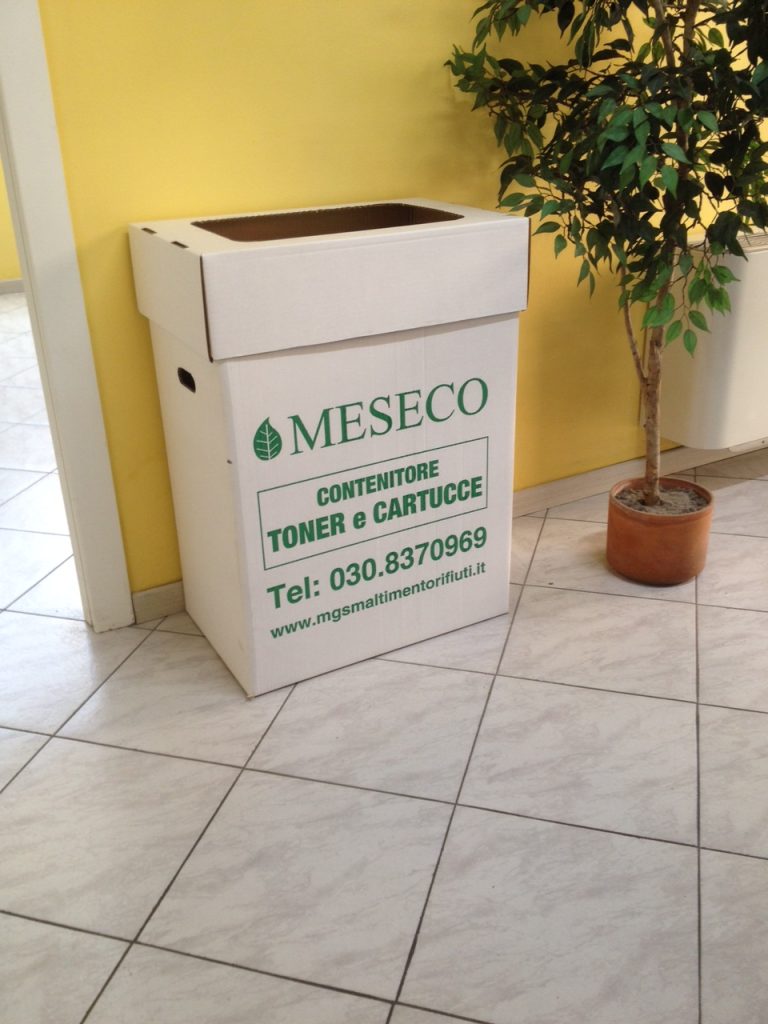 MESECO
CONTENITORE
TONER e CARTUCCE
Tel: 030.8370969
www.mgsmaltimentorifiuti.it